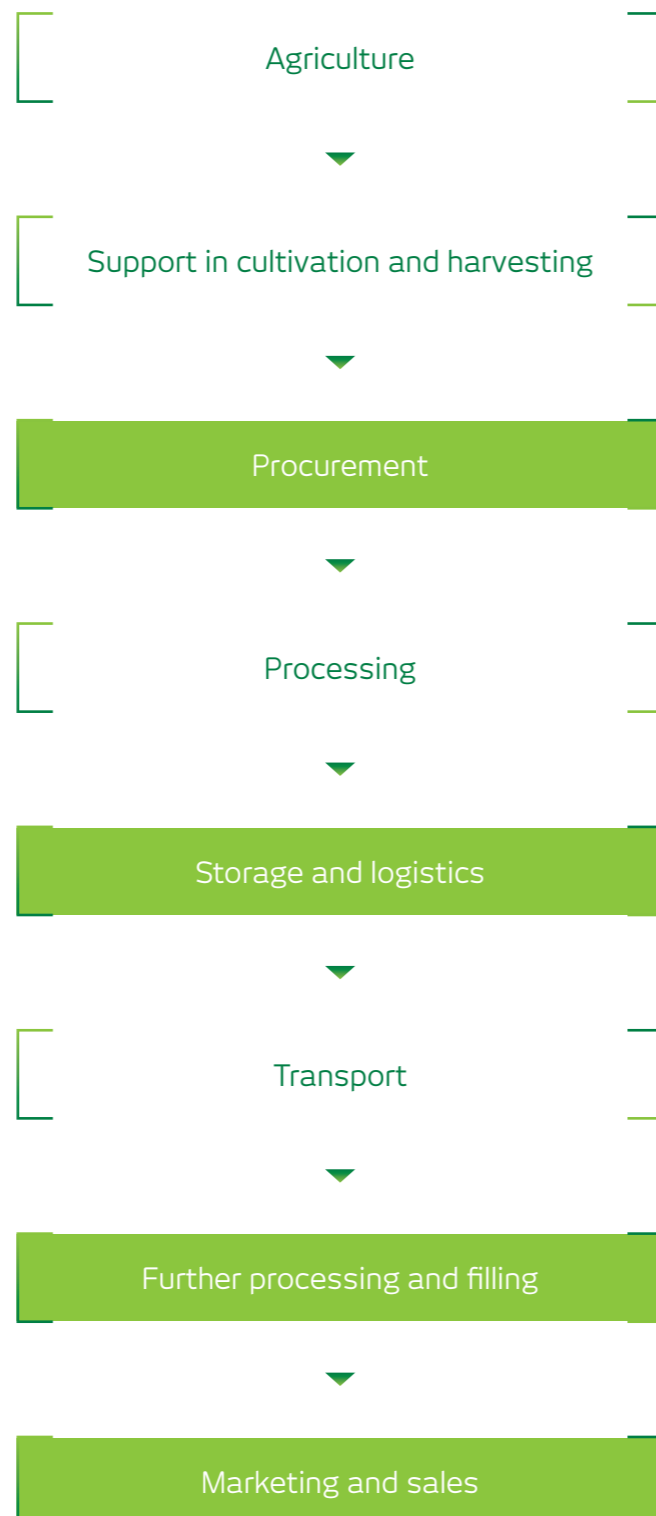 Agriculture
Support in cultivation and harvesting
Procurement
Processing
Storage and logistics
Transport
Further processing and filling
Marketing and sales